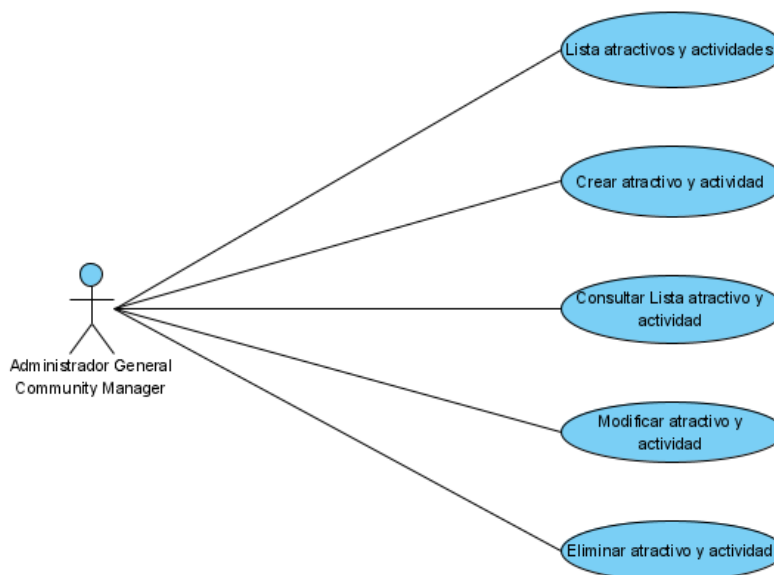 Lista atractivos y actividades
Crear atractivo y actividad
Consultar Lista atractivo y
actividad
Administrador General
Community Manager
Modificar atractivo y
actividad
Eliminar atractivo y actividad